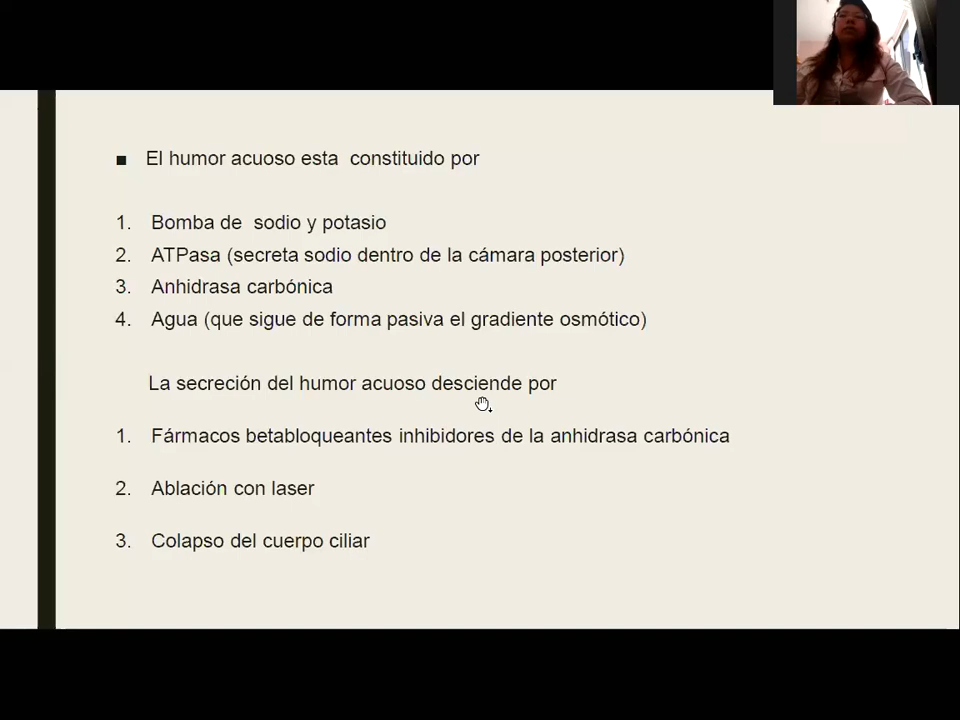 ■ El humor acuoso esta constituido por
1. Bomba de sodio y potasio
2. ATPasa (secreta sodio dentro de la cámara posterior)
3. Anhidrasa carbónica
4. Agua (que sigue de forma pasiva el gradiente osmótico)
La secreción del humor acuoso desciende por
1. Fármacos betabloqueantes inhibidores de la anhidrasa carbónica
2. Ablación con laser
3. Colapso del cuerpo ciliar